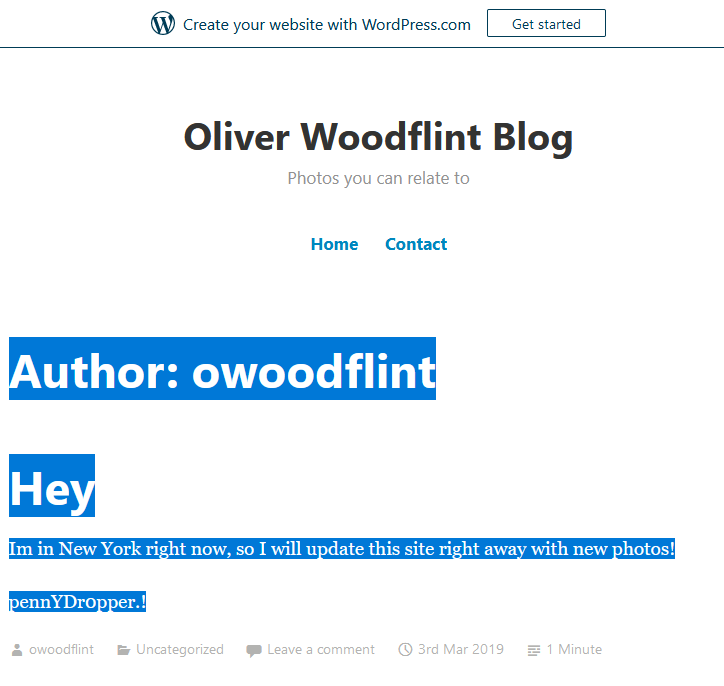 Create your website with WordPress.com Get started
Oliver Woodflint Blog
Photos you can relate to
Home Contact
Author: owoodflint
Hey
Im in New York right now, so I will update this site right away with new photos!
pennYDr0pper.!
owoodflint Uncategorized Leave a comment 3rd Mar 2019 1 Minute